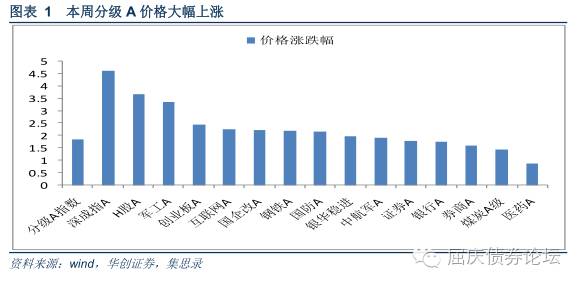 图表 1 本周分级 A 价格大幅上涨
价格涨跌幅
5
4.5
4
3.5
3
2.5
2
1.5
1
0.5
0
分级A指数
深成指A
H股A
军工A
创业板A
互联网A
国企改A
钢铁A
国防A
银华稳进
中航军A
证券A
银行A
券商A
煤炭A级
医药A
屈庆债券论坛
资料来源：wind，华创证券，集思录